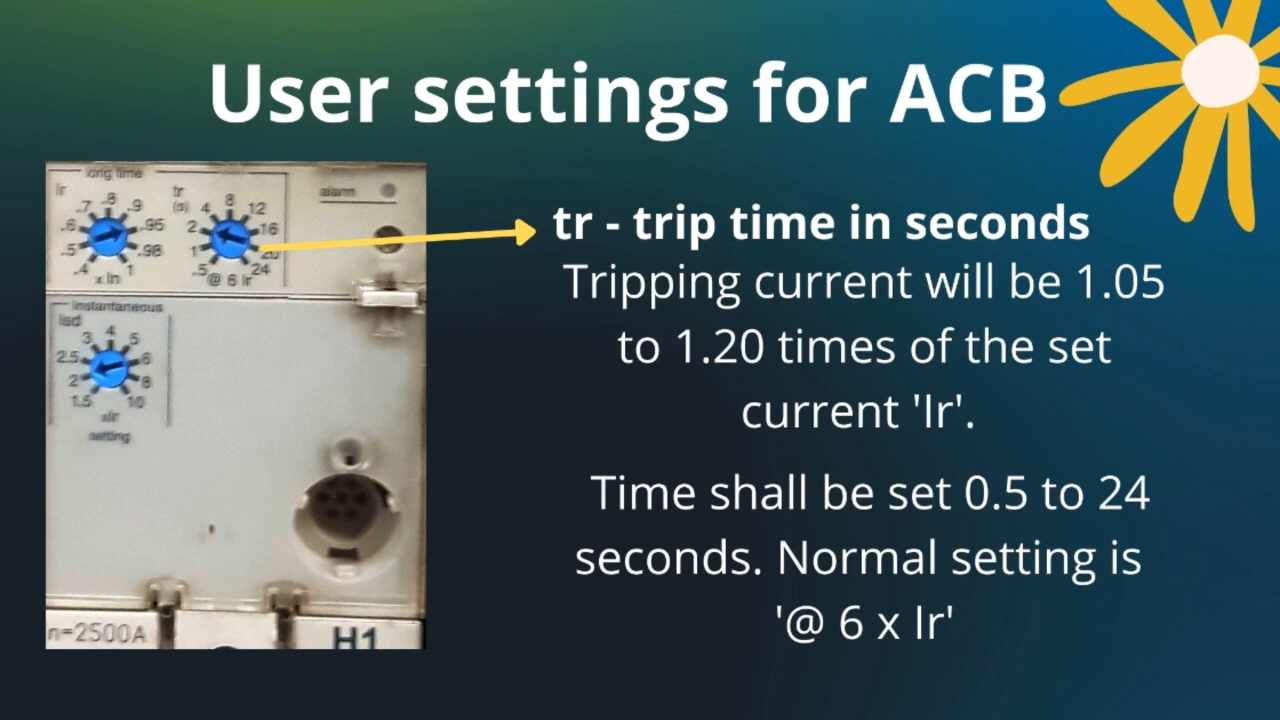 User settings for ACB
long time
Ir
.4 .5 .6 .7 .8 .9 .95 .98 1
x In
tr
(s)
.5 1 2 4 8 12 16 20 24
@ 6 Ir
alarm
instantaneous
Isd
1.5 2 2.5 3 4 5 6 8 10
xIr
setting
n=2500A
H1
tr - trip time in seconds
Tripping current will be 1.05
to 1.20 times of the set
current 'Ir'.
Time shall be set 0.5 to 24
seconds. Normal setting is
'@ 6 x Ir'